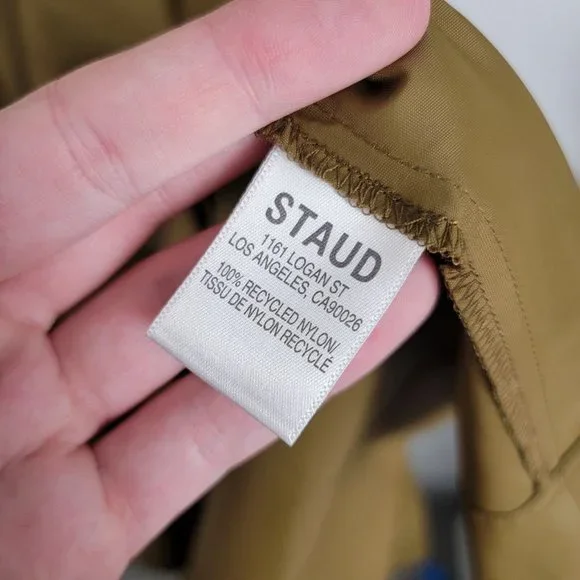 STAUD
1161 LOGAN ST
LOS ANGELES, CA90026
100% RECYCLED NYLON/
TISSU DE NYLON RECYCLÉ